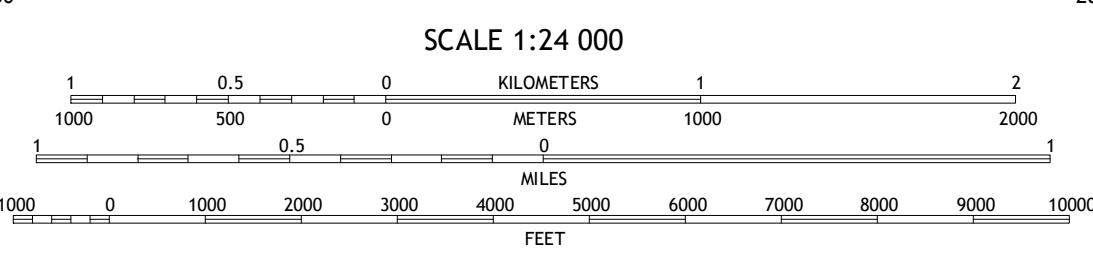 SCALE 1:24 000
1 0.5 0 KILOMETERS 1 2
1000 500 0 METERS 1000 2000
1 0.5 0 1
MILES
1000 0 1000 2000 3000 4000 5000 6000 7000 8000 9000 10000
FEET